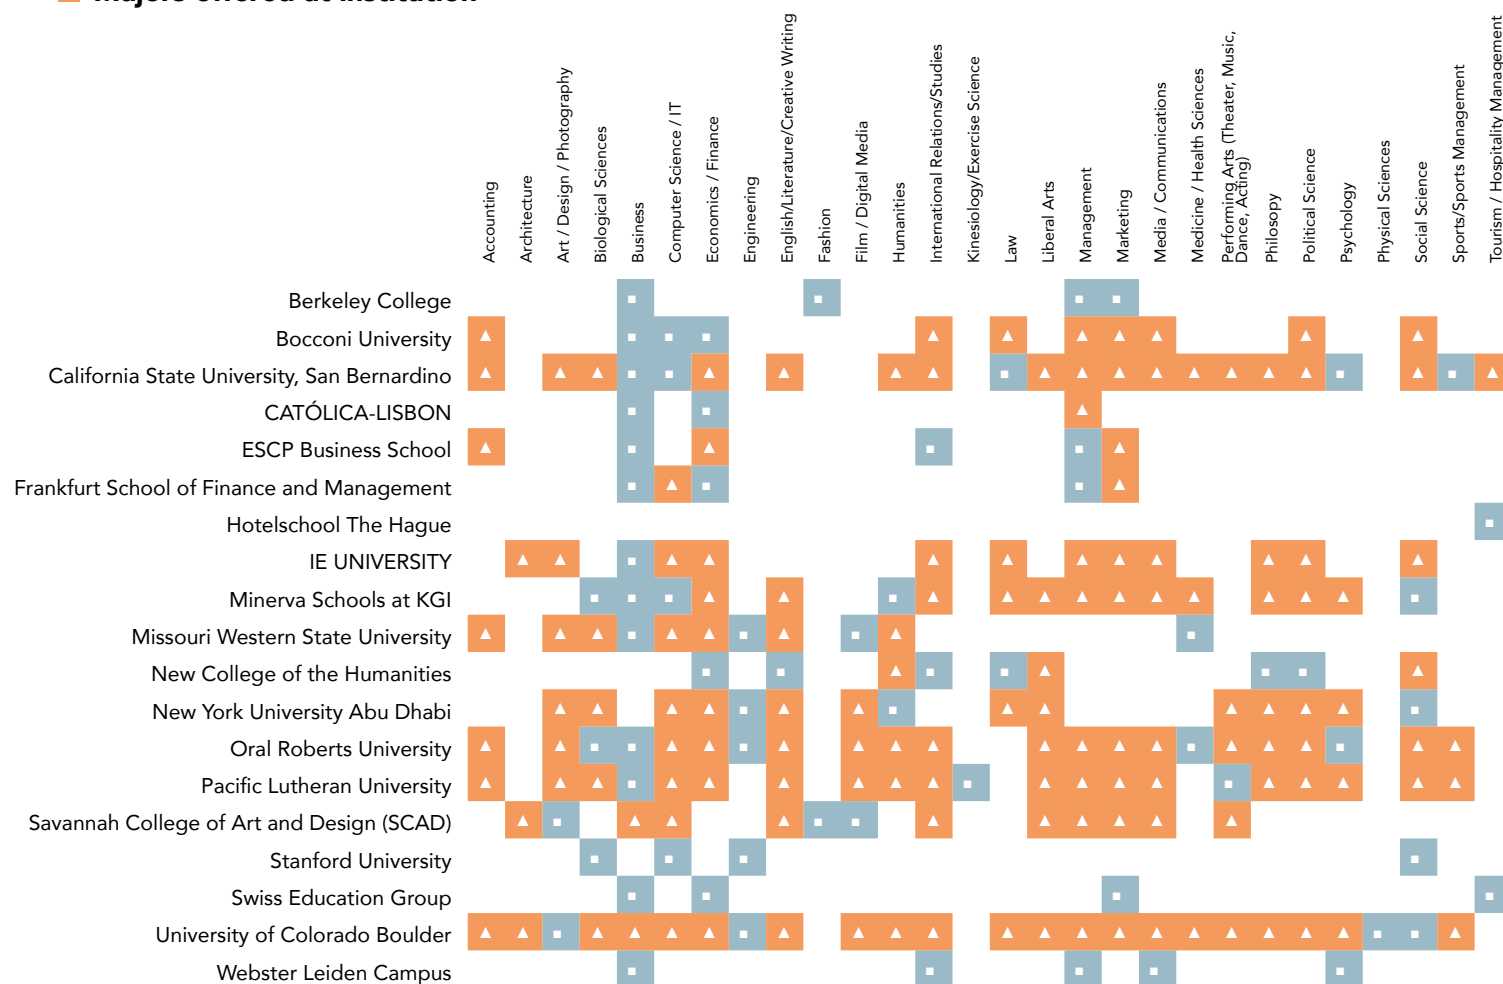 Majors offered at institution
Accounting
Architecture
Art / Design / Photography
Biological Sciences
Business
Computer Science / IT
Economics / Finance
Engineering
English/Literature/Creative Writing
Fashion
Film / Digital Media
Humanities
International Relations/Studies
Kinesiology/Exercise Science
Law
Liberal Arts
Management
Marketing
Media / Communications
Medicine / Health Sciences
Performing Arts (Theater, Music,
Dance, Acting)
Philosopy
Political Science
Psychology
Physical Sciences
Social Science
Sports/Sports Management
Tourism / Hospitality Management
Berkeley College
Bocconi University
California State University, San Bernardino
CATÓLICA-LISBON
ESCP Business School
Frankfurt School of Finance and Management
Hotelschool The Hague
IE UNIVERSITY
Minerva Schools at KGI
Missouri Western State University
New College of the Humanities
New York University Abu Dhabi
Oral Roberts University
Pacific Lutheran University
Savannah College of Art and Design (SCAD)
Stanford University
Swiss Education Group
University of Colorado Boulder
Webster Leiden Campus